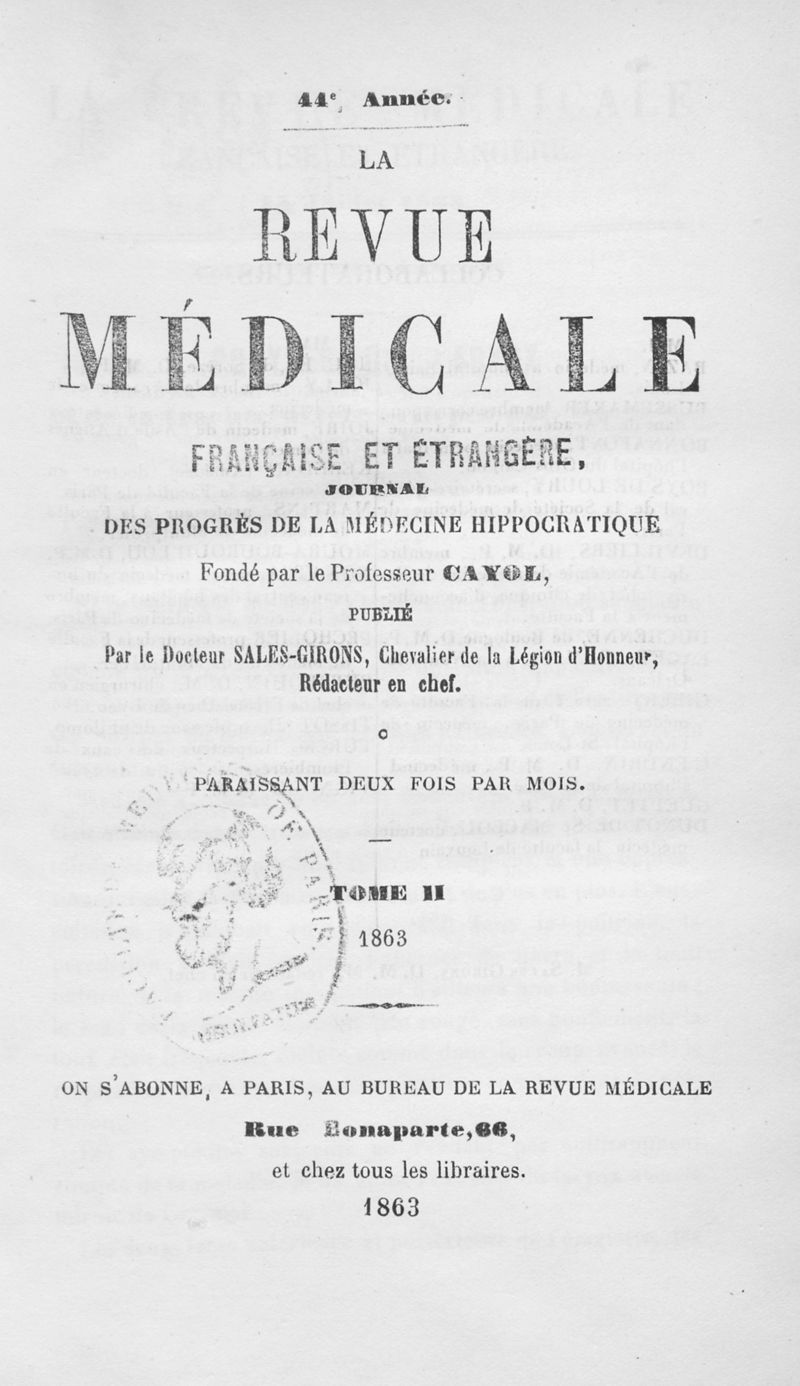 44e Année.
LA
REVUE
MÉDICALE
FRANÇAISE ET ÉTRANGÈRE,
JOURNAL
DES PROGRÈS DE LA MÉDECINE HIPPOCRATIQUE
Fondé par le Professeur CAYOL,
PUBLIÉ
Par le Docteur SALES-GIRONS, Chevalier de la Légion d'Honneur,
Rédacteur en chef.
PARAISSANT DEUX FOIS PAR MOIS.
TOME II
1863
ON S'ABONNE, A PARIS, AU BUREAU DE LA REVUE MÉDICALE
Rue Bonaparte, 66,
et chez tous les libraires.
1863